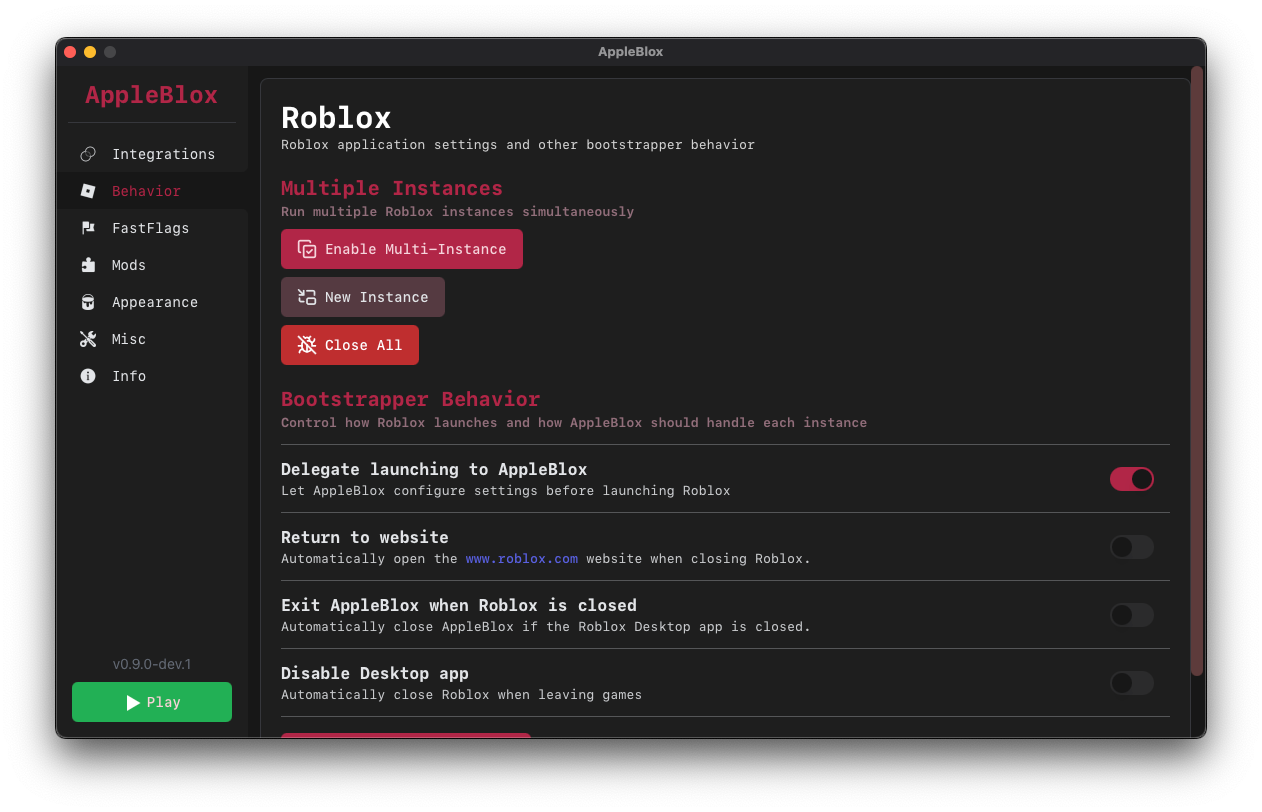 AppleBlox
AppleBlox
Integrations
Behavior
FastFlags
Mods
Appearance
Misc
Info
v0.9.0-dev.1
Play
Roblox
Roblox application settings and other bootstrapper behavior
Multiple Instances
Run multiple Roblox instances simultaneously
Enable Multi-Instance
New Instance
Close All
Bootstrapper Behavior
Control how Roblox launches and how AppleBlox should handle each instance
Delegate launching to AppleBlox
Let AppleBlox configure settings before launching Roblox
Return to website
Automatically open the www.roblox.com website when closing Roblox.
Exit AppleBlox when Roblox is closed
Automatically close AppleBlox if the Roblox Desktop app is closed.
Disable Desktop app
Automatically close Roblox when leaving games